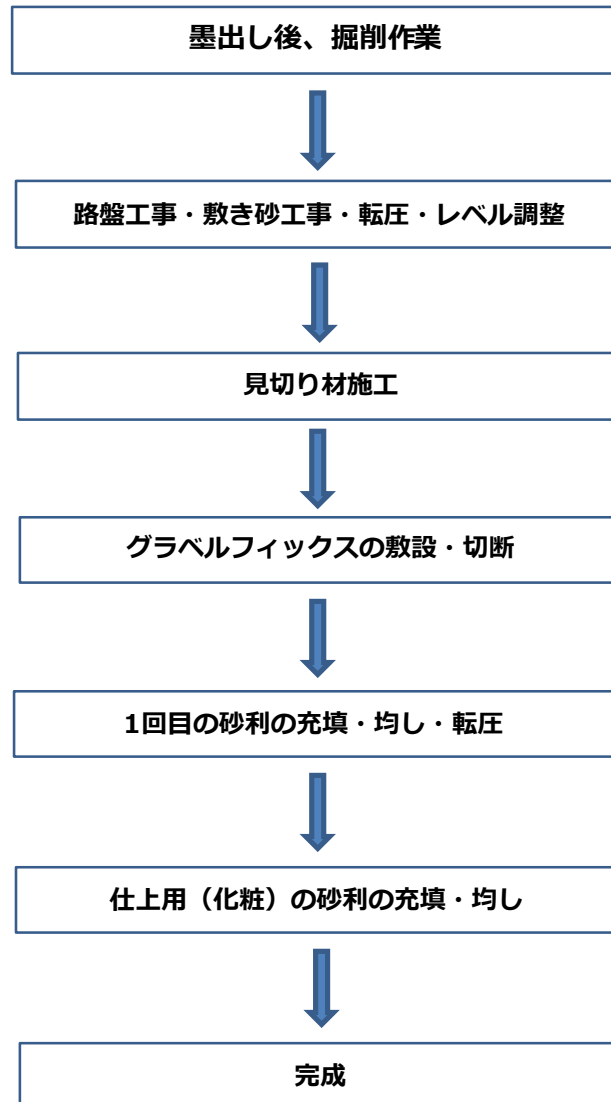 墨出し後、掘削作業
路盤工事・敷き砂工事・転圧・レベル調整
見切り材施工
グラベルフィックスの敷設・切断
1回目の砂利の充填・均し・転圧
仕上用（化粧）の砂利の充填・均し
完成